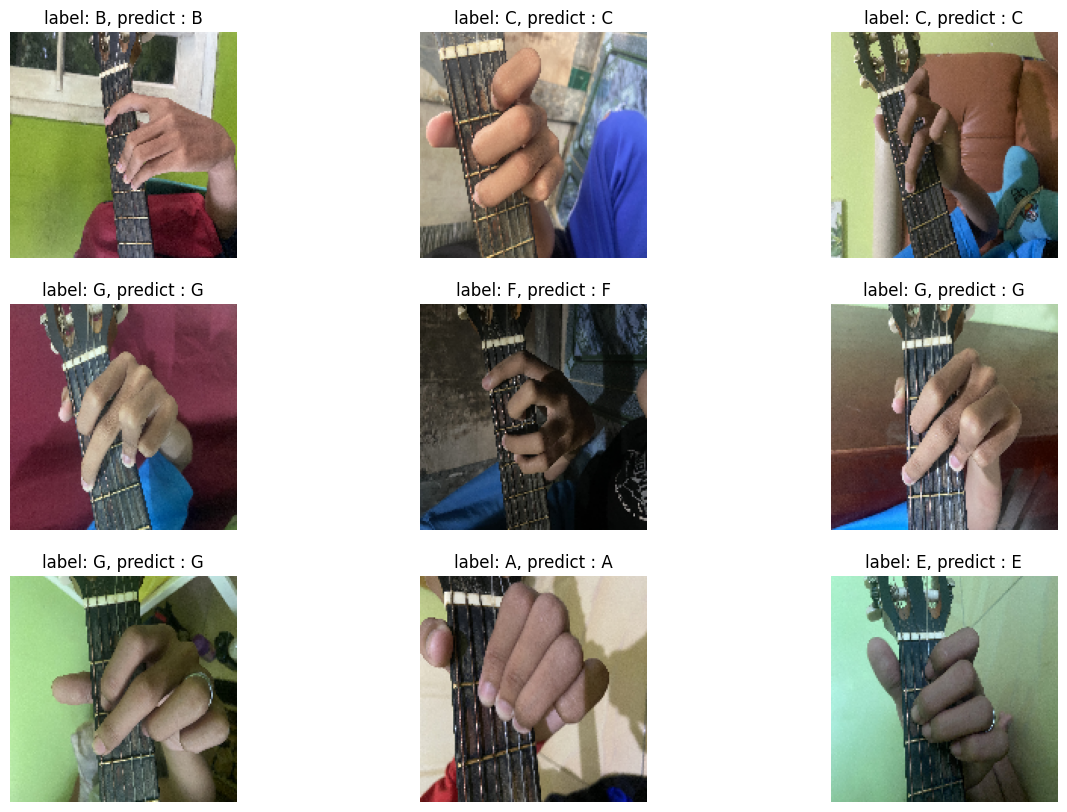 label: B, predict : B
label: C, predict : C
label: C, predict : C
label: G, predict : G
label: F, predict : F
label: G, predict : G
label: G, predict : G
label: A, predict : A
label: E, predict : E